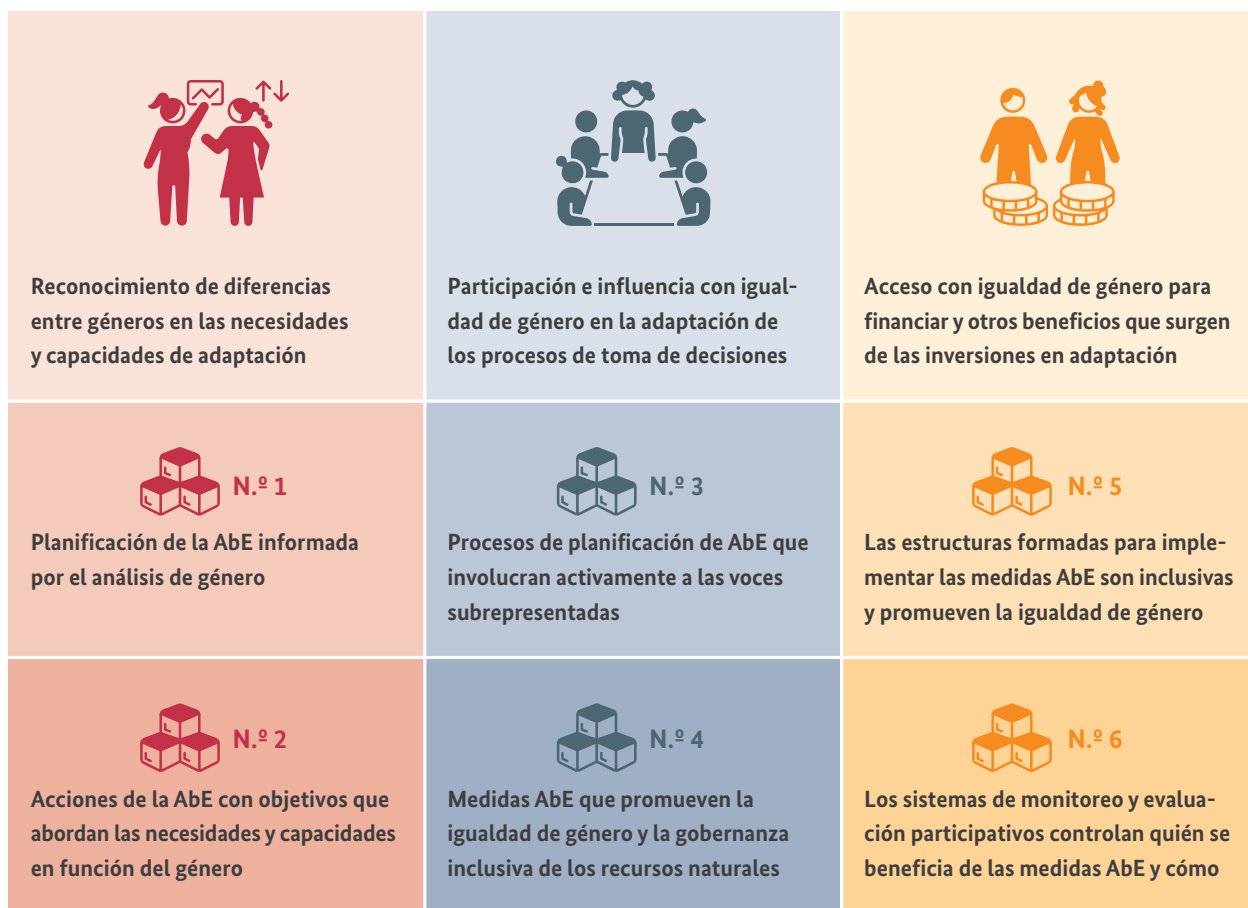 Reconocimiento de diferencias
entre géneros en las necesidades
y capacidades de adaptación
Participación e influencia con igual-
dad de género en la adaptación de
los procesos de toma de decisiones
Acceso con igualdad de género para
financiar y otros beneficios que surgen
de las inversiones en adaptación
N.º 1
Planificación de la AbE informada
por el análisis de género
N.º 3
Procesos de planificación de AbE que
involucran activamente a las voces
subrepresentadas
N.º 5
Las estructuras formadas para imple-
mentar las medidas AbE son inclusivas
y promueven la igualdad de género
N.º 2
Acciones de la AbE con objetivos que
abordan las necesidades y capacidades
en función del género
N.º 4
Medidas AbE que promueven la
igualdad de género y la gobernanza
inclusiva de los recursos naturales
N.º 6
Los sistemas de monitoreo y evalua-
ción participativos controlan quién se
beneficia de las medidas AbE y cómo